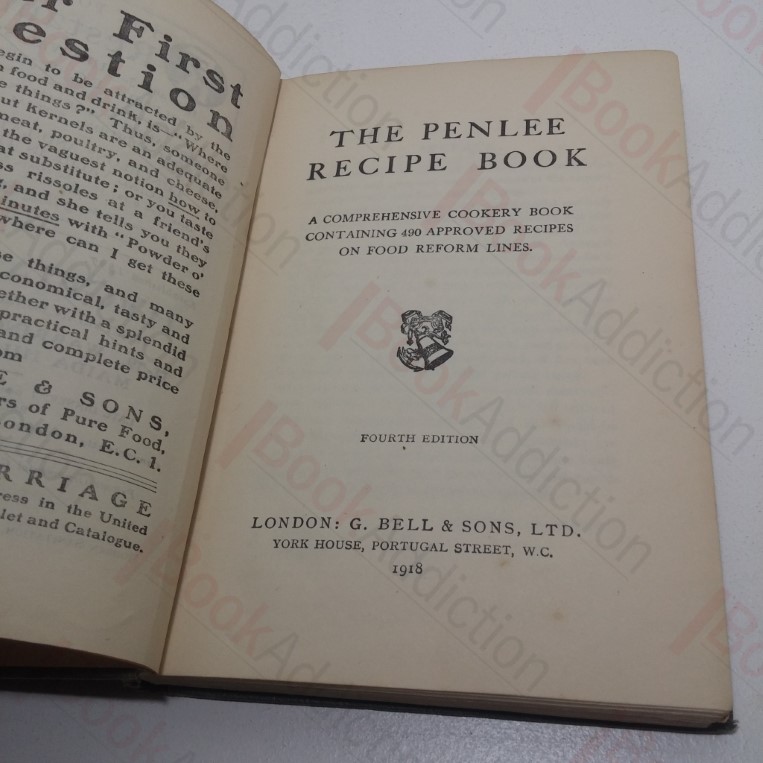 r First
estion
egin to be attracted by the
n food and drink, is—"Where
e things?" Thus, someone
ut kernels are an adequate
meat, poultry, and cheese,
the vaguest notion how to
at substitute; or you taste
ss rissoles at a friend's
g, and she tells you they
inutes with "Powder o'
where can I get these
se things, and many
conomical, tasty and
ether with a splendid
practical hints and
and complete price
om
E & SONS,
rs of Pure Food,
ondon, E.C. 1.
RRIAGE
ress in the United
let and Catalogue.
THE PENLEE
RECIPE BOOK
A COMPREHENSIVE COOKERY BOOK
CONTAINING 490 APPROVED RECIPES
ON FOOD REFORM LINES.
FOURTH EDITION
LONDON: G. BELL & SONS, LTD.
YORK HOUSE, PORTUGAL STREET, W.C.
1918
BookAddiction